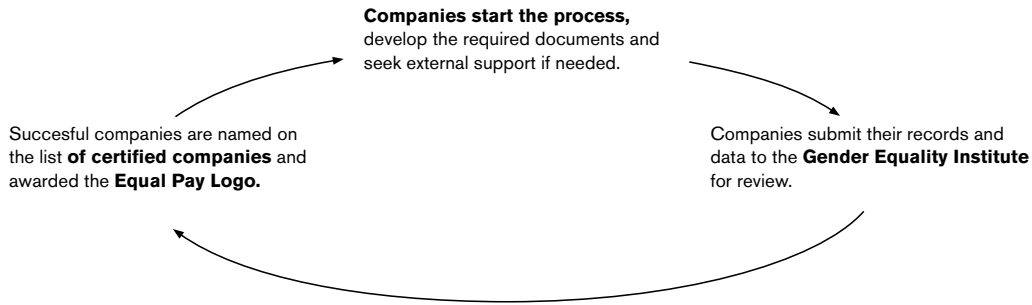 Companies start the process,
develop the required documents and
seek external support if needed.
Companies submit their records and
data to the Gender Equality Institute
for review.
Succesful companies are named on
the list of certified companies and
awarded the Equal Pay Logo.